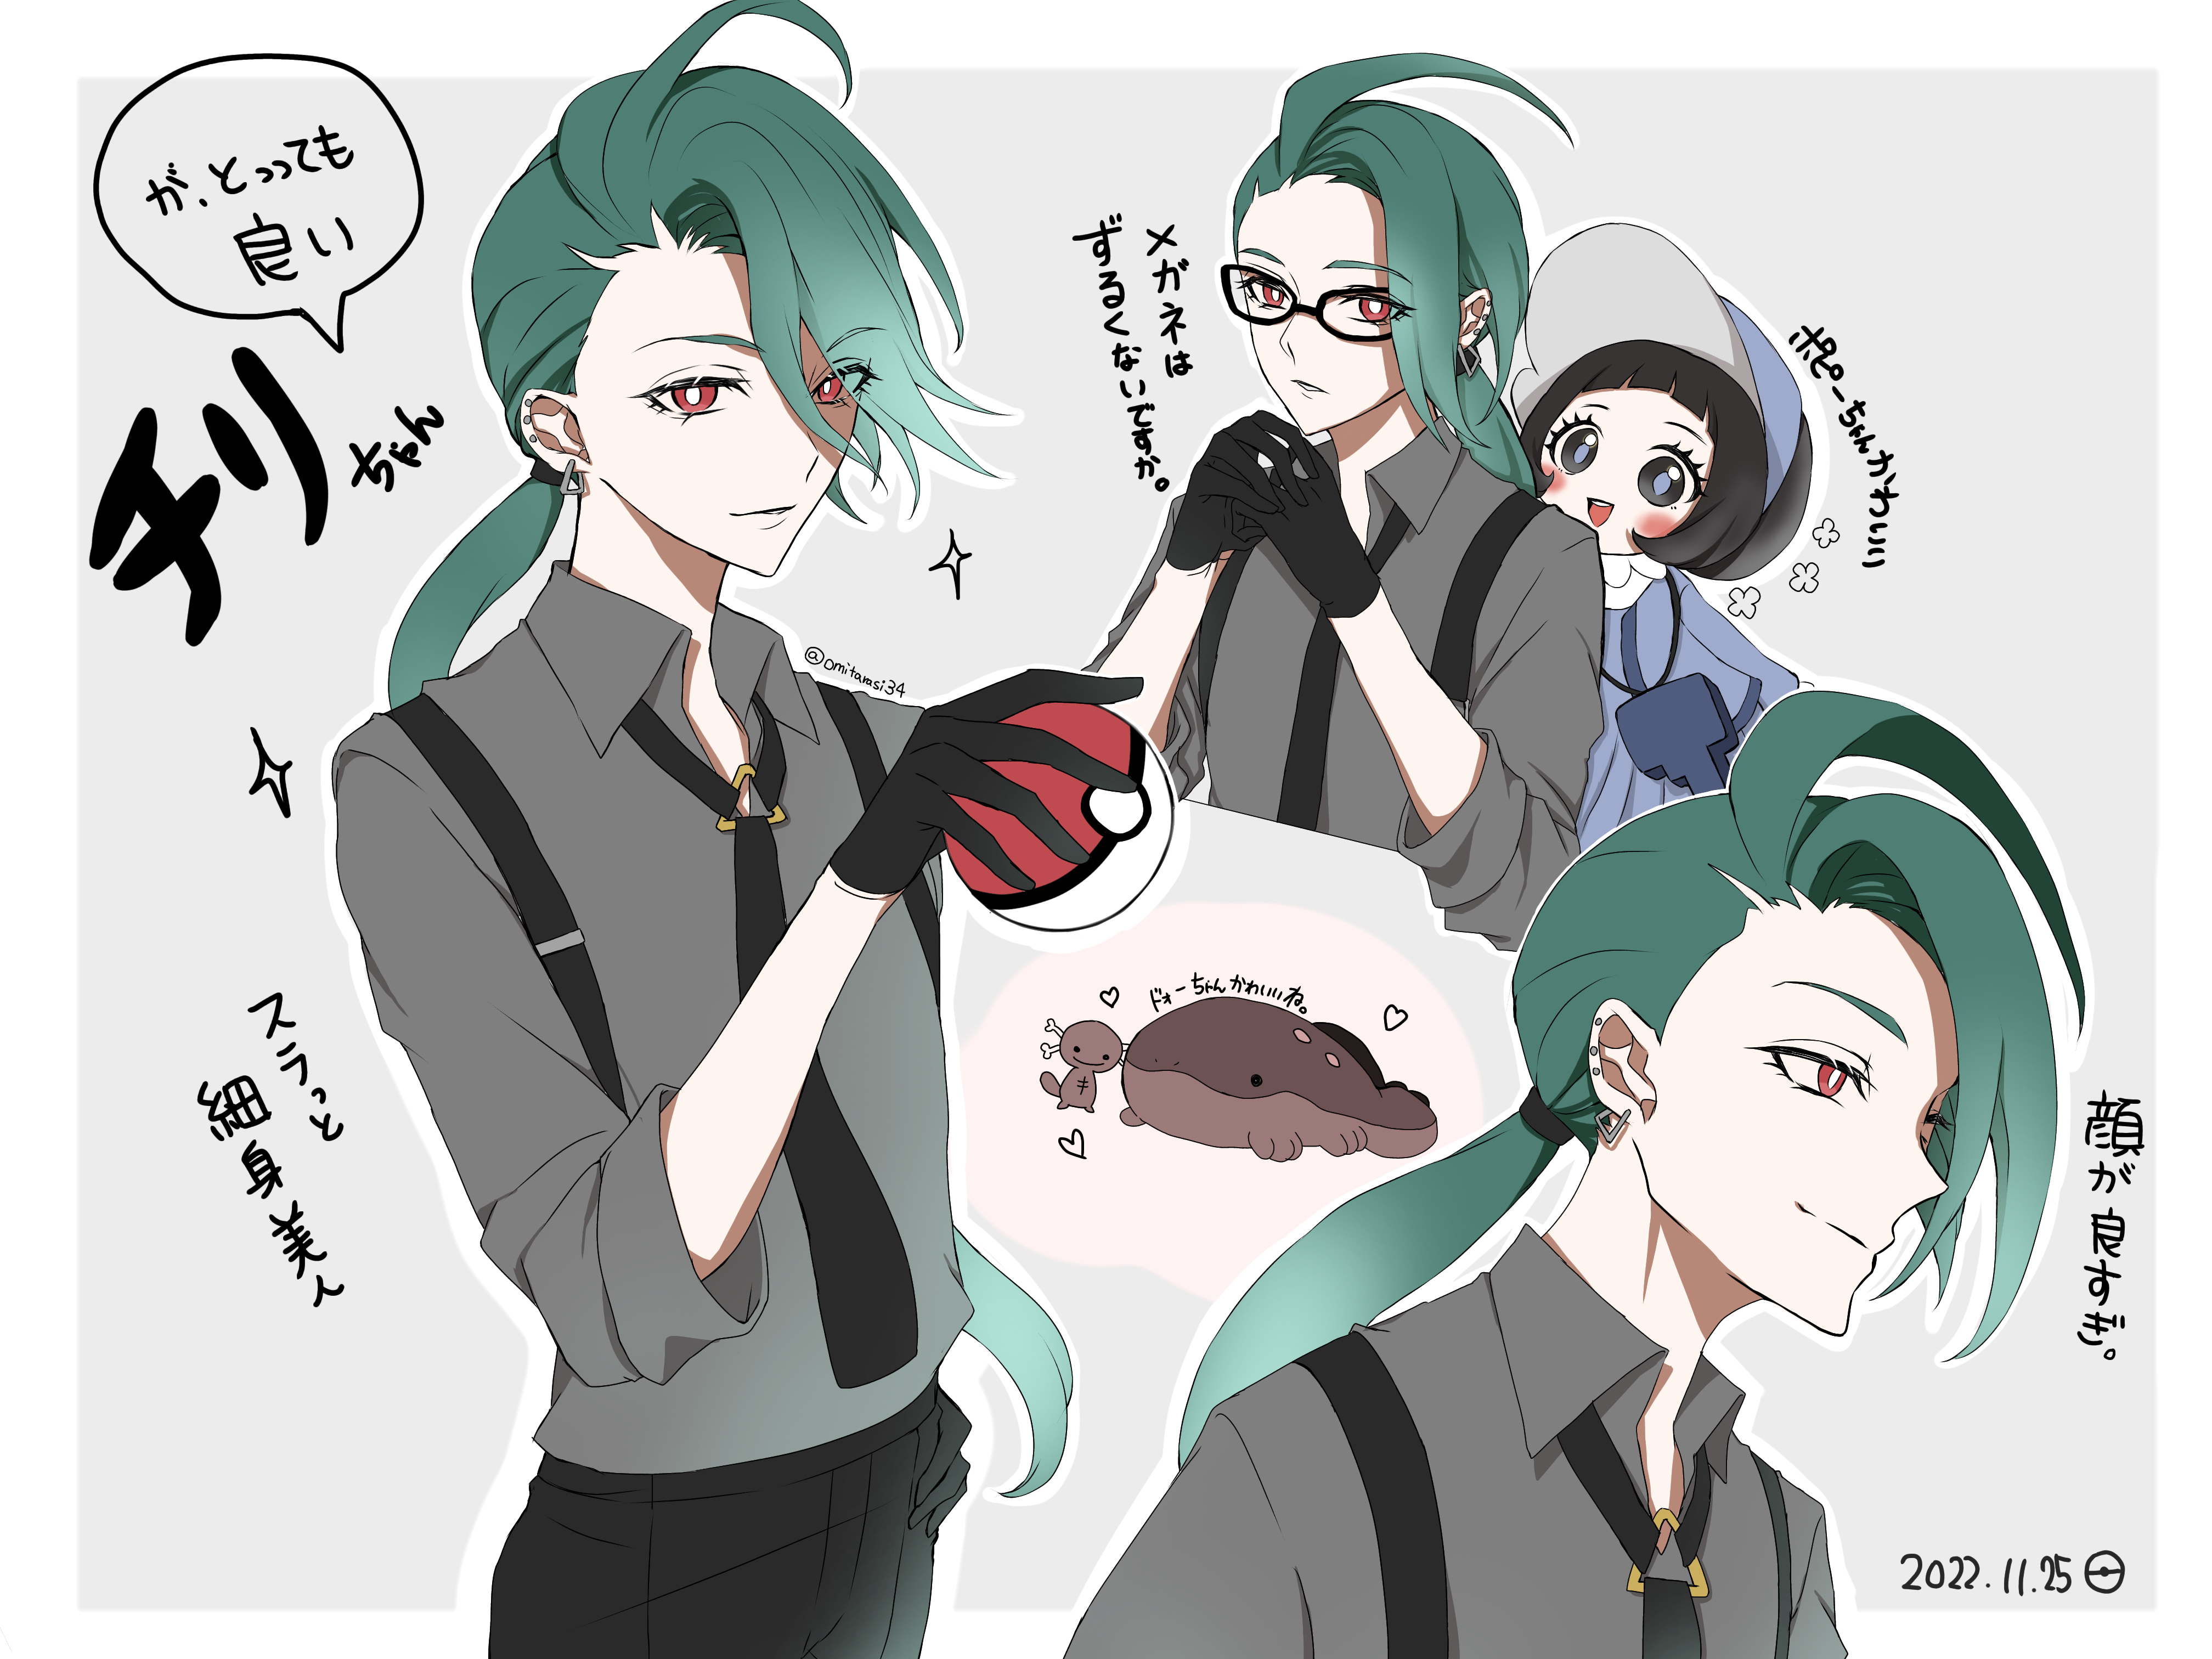 が、とっっても
良い
チリ
ちゃん
@omitarasi34
スラっと
細身美人
メガネは
ずるくないですか。
ポピーちゃんかわいい
ドオーちゃんかわいいね。
顔が良すぎ。
2022.11.25